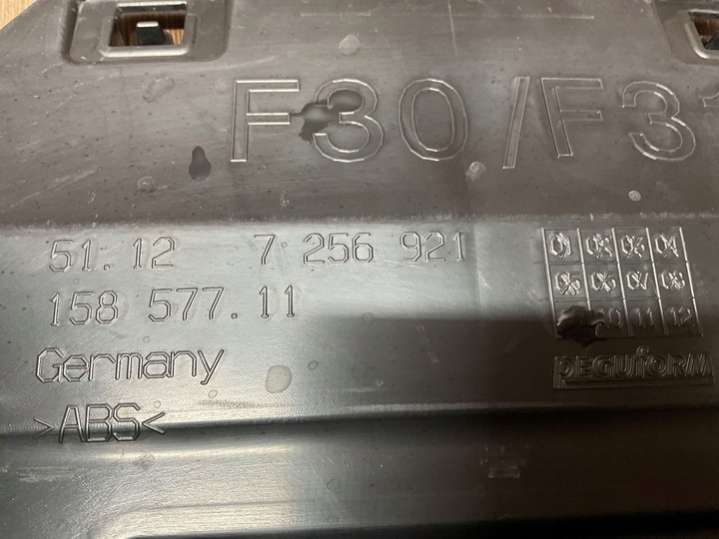 F30/F31
51.12 7 256 921
158 577.11
Germany
>ABS<
01 02 03 04
05 06 07 08
11 12
DEGUFORM